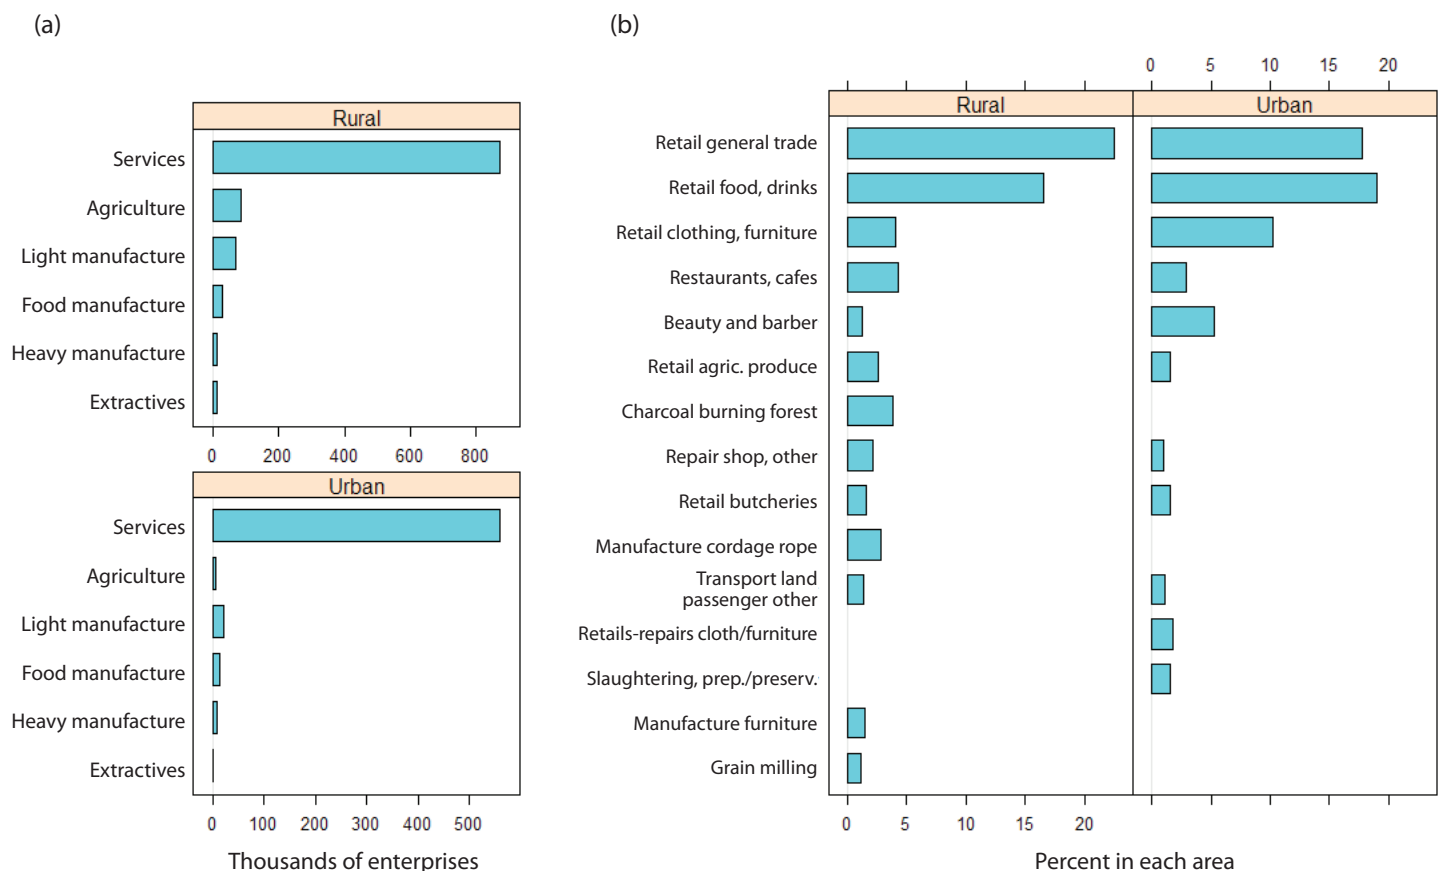 (a)
Rural
Services
Agriculture
Light manufacture
Food manufacture
Heavy manufacture
Extractives
0 200 400 600 800
Urban
Services
Agriculture
Light manufacture
Food manufacture
Heavy manufacture
Extractives
0 100 200 300 400 500
Thousands of enterprises
(b)
0 5 10 15 20
Rural Urban
Retail general trade
Retail food, drinks
Retail clothing, furniture
Restaurants, cafes
Beauty and barber
Retail agric. produce
Charcoal burning forest
Repair shop, other
Retail butcheries
Manufacture cordage rope
Transport land
passenger other
Retails-repairs cloth/furniture
Slaughtering, prep./preserv.
Manufacture furniture
Grain milling
0 5 10 15 20
Percent in each area